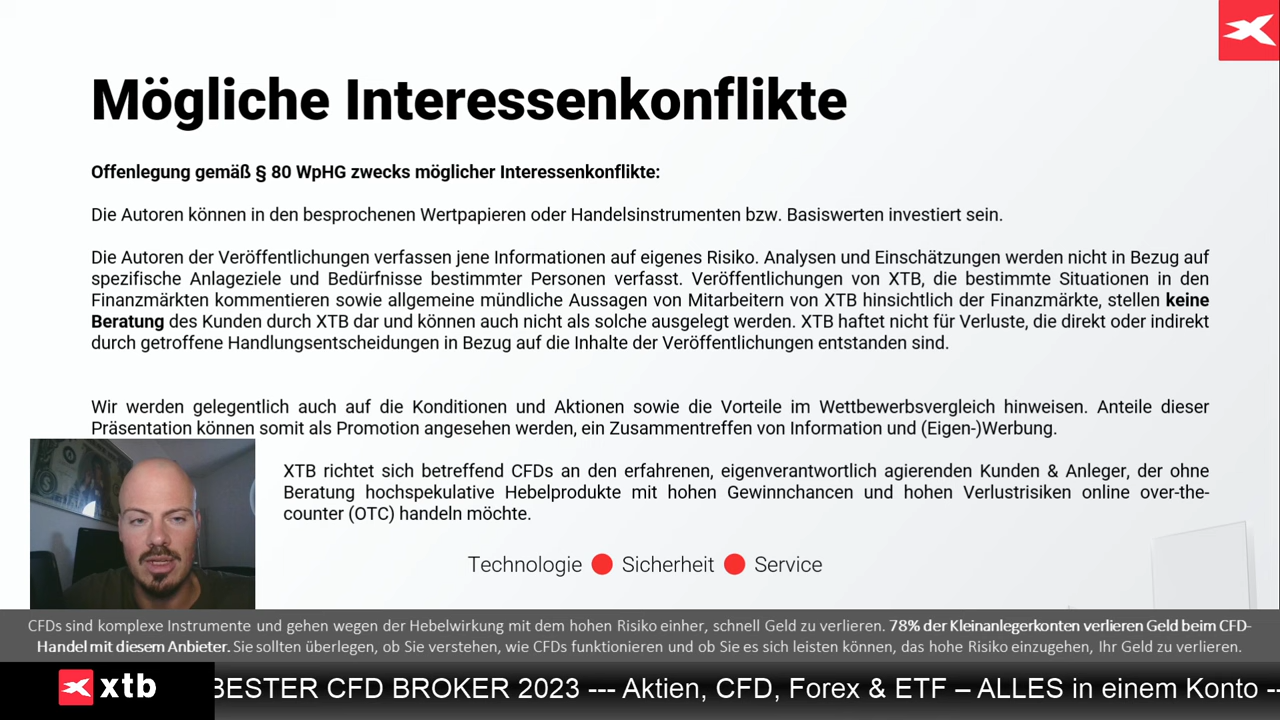 Mögliche Interessenkonflikte
Offenlegung gemäß § 80 WpHG zwecks möglicher Interessenkonflikte:
Die Autoren können in den besprochenen Wertpapieren oder Handelsinstrumenten bzw. Basiswerten investiert sein.
Die Autoren der Veröffentlichungen verfassen jene Informationen auf eigenes Risiko. Analysen und Einschätzungen werden nicht in Bezug auf
spezifische Anlageziele und Bedürfnisse bestimmter Personen verfasst. Veröffentlichungen von XTB, die bestimmte Situationen in den
Finanzmärkten kommentieren sowie allgemeine mündliche Aussagen von Mitarbeitern von XTB hinsichtlich der Finanzmärkte, stellen keine
Beratung des Kunden durch XTB dar und können auch nicht als solche ausgelegt werden. XTB haftet nicht für Verluste, die direkt oder indirekt
durch getroffene Handlungsentscheidungen in Bezug auf die Inhalte der Veröffentlichungen entstanden sind.
Wir werden gelegentlich auch auf die Konditionen und Aktionen sowie die Vorteile im Wettbewerbsvergleich hinweisen. Anteile dieser
Präsentation können somit als Promotion angesehen werden, ein Zusammentreffen von Information und (Eigen-)Werbung.
XTB richtet sich betreffend CFDs an den erfahrenen, eigenverantwortlich agierenden Kunden & Anleger, der ohne
Beratung hochspekulative Hebelprodukte mit hohen Gewinnchancen und hohen Verlustrisiken online over-the-
counter (OTC) handeln möchte.
Technologie Sicherheit Service
CFDs sind komplexe Instrumente und gehen wegen der Hebelwirkung mit dem hohen Risiko einher, schnell Geld zu verlieren. 78% der Kleinanlegerkonten verlieren Geld beim CFD-
Handel mit diesem Anbieter. Sie sollten überlegen, ob Sie verstehen, wie CFDs funktionieren und ob Sie es sich leisten können, das hohe Risiko einzugehen, Ihr Geld zu verlieren.
xtb BESTER CFD BROKER 2023 --- Aktien, CFD, Forex & ETF – ALLES in einem Konto --